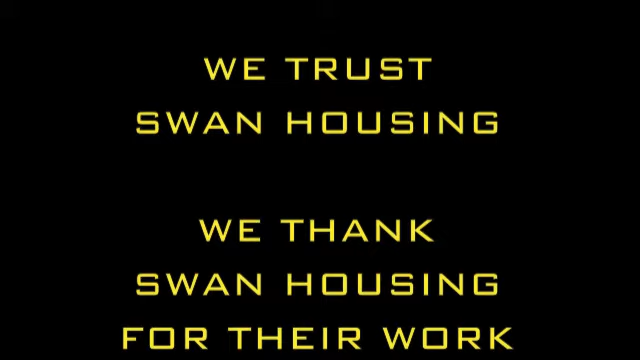 WE TRUST
SWAN HOUSING
WE THANK
SWAN HOUSING
FOR THEIR WORK